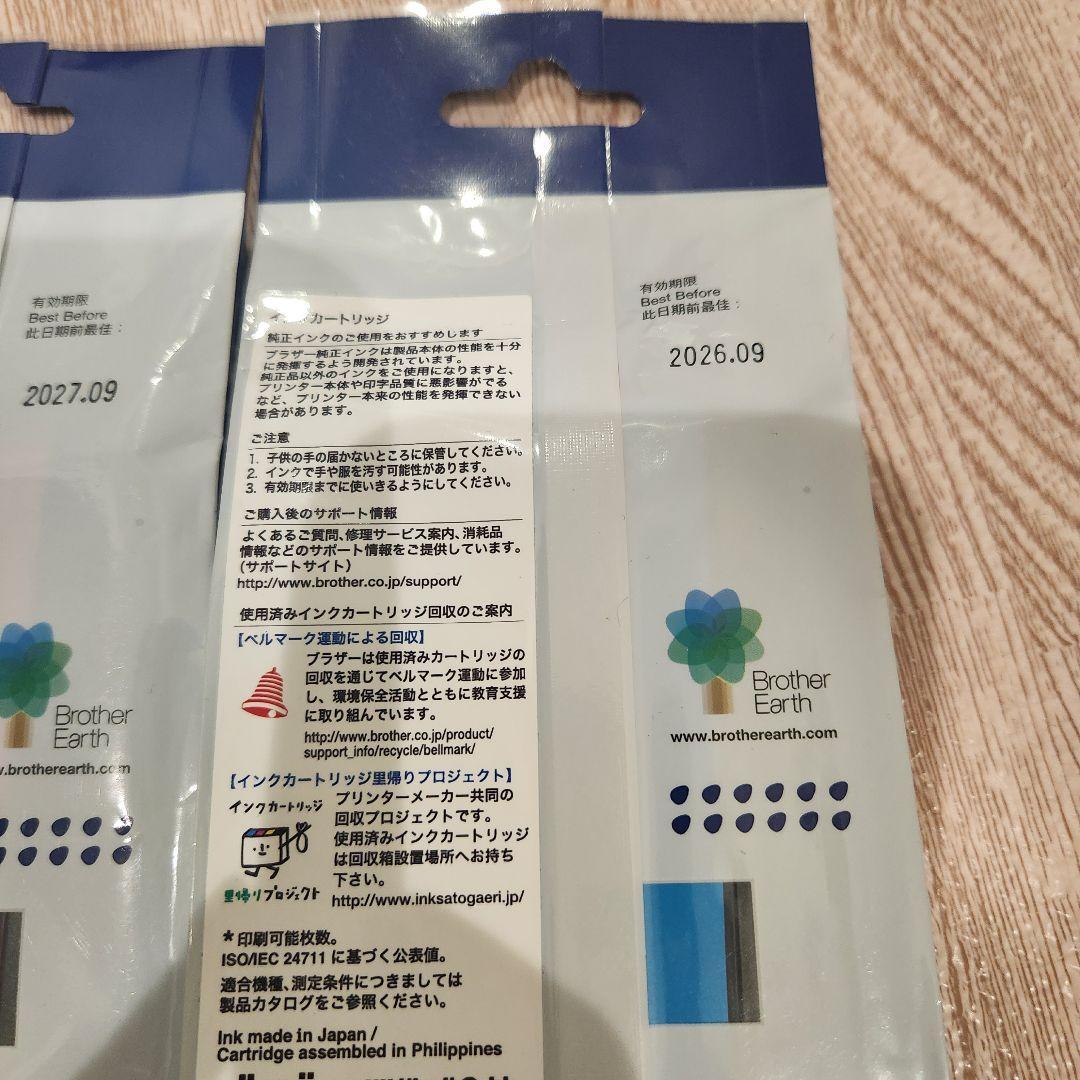 有効期限
Best Before
此日期前最佳：
2027.09
Brother
Earth
.brotherearth.com
インクカートリッジ
純正インクのご使用をおすすめします
ブラザー純正インクは製品本体の性能を十分
に発揮するよう開発されています。
純正品以外のインクをご使用になりますと、
プリンター本体や印字品質に悪影響がでる
など、プリンター本来の性能を発揮できない
場合があります。
ご注意
1. 子供の手の届かないところに保管してください。
2. インクで手や服を汚す可能性があります。
3. 有効期限までに使いきるようにしてください。
ご購入後のサポート情報
よくあるご質問、修理サービス案内、消耗品
情報などのサポート情報をご提供しています。
（サポートサイト）
http://www.brother.co.jp/support/
使用済みインクカートリッジ回収のご案内
【ベルマーク運動による回収】
ブラザーは使用済みカートリッジの
回収を通じてベルマーク運動に参加
し、環境保全活動とともに教育支援
に取り組んでいます。
http://www.brother.co.jp/product/
support_info/recycle/bellmark/
【インクカートリッジ里帰りプロジェクト】
インクカートリッジ
里帰りプロジェクト
プリンターメーカー共同の
回収プロジェクトです。
使用済みインクカートリッジ
は回収箱設置場所へお持ち
下さい。
http://www.inksatogaeri.jp/
*印刷可能枚数。
ISO/IEC 24711 に基づく公表値。
適合機種、測定条件につきましては
製品カタログをご参照ください。
Ink made in Japan /
Cartridge assembled in Philippines
有効期限
Best Before
此日期前最佳：
2026.09
Brother
Earth
www.brotherearth.com